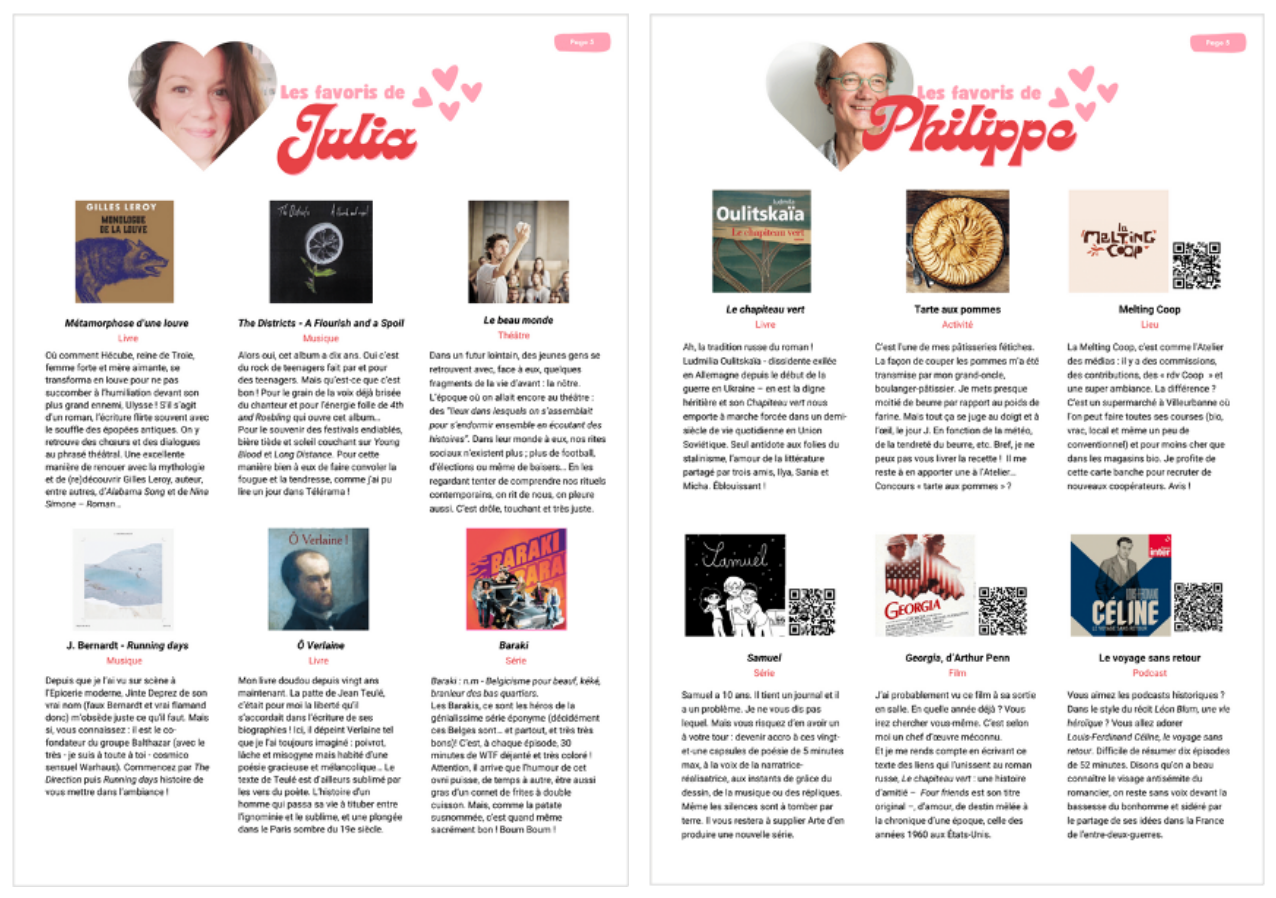 Page 2
Les favoris de
Julia
GILLES LEROY
MONOLOGUE
DE LA LOUVE
The Districts
A Flourish and a Spoil
Métamorphose d'une louve
Livre
Où comment Hécube, reine de Troie,
femme forte et mère aimante, se
transforma en louve pour ne pas
succomber à l'humiliation devant son
plus grand ennemi, Ulysse ! S'il s'agit
d'un roman, l'écriture flirte souvent avec
le souffle des épopées antiques. On y
retrouve des chœurs et des dialogues
au phrasé théâtral. Une excellente
manière de renouer avec la mythologie
et de (re)découvrir Gilles Leroy, auteur,
entre autres, d'Alabama Song et de Nina
Simone – Roman...
The Districts - A Flourish and a Spoil
Musique
Alors oui, cet album a dix ans. Oui c'est
du rock de teenagers fait par et pour
des teenagers. Mais qu'est-ce que c'est
bon ! Pour le grain de la voix déjà brisée
du chanteur et pour l'énergie folle de 4th
and Roebling qui ouvre cet album...
Pour le souvenir des festivals endiablés,
bière tiède et soleil couchant sur Young
Blood et Long Distance. Pour cette
manière bien à eux de faire convoler la
fougue et la tendresse, comme j'ai pu
lire un jour dans Télérama !
Le beau monde
Théâtre
Dans un futur lointain, des jeunes gens se
retrouvent avec, face à eux, quelques
fragments de la vie d'avant : la nôtre.
L'époque où on allait encore au théâtre :
des "lieux dans lesquels on s'assemblait
pour s'endormir ensemble en écoutant des
histoires". Dans leur monde à eux, nos rites
sociaux n'existent plus ; plus de football,
d'élections ou même de baisers... En les
regardant tenter de comprendre nos rituels
contemporains, on rit de nous, on pleure
aussi. C'est drôle, touchant et très juste.
Ô Verlaine !
BARAKI
BARA
J. Bernardt - Running days
Musique
Depuis que je l'ai vu sur scène à
l'Epicerie moderne, Jinte Deprez de son
vrai nom (faux Bernardt et vrai flamand
donc) m'obsède juste ce qu'il faut. Mais
si, vous connaissez : il est le co-
fondateur du groupe Balthazar (avec le
très - je suis à toute à toi - cosmico
sensuel Warhaus). Commencez par The
Direction puis Running days histoire de
vous mettre dans l'ambiance !
Ô Verlaine
Livre
Mon livre doudou depuis vingt ans
maintenant. La patte de Jean Teulé,
c'était pour moi la liberté qu'il
s'accordait dans l'écriture de ses
biographies ! Ici, il dépeint Verlaine tel
que je l'ai toujours imaginé : poivrot,
lâche et misogyne mais habité d'une
poésie gracieuse et mélancolique... Le
texte de Teulé est d'ailleurs sublimé par
les vers du poète. L'histoire d'un
homme qui passa sa vie à tituber entre
l'ignominie et le sublime, et une plongée
dans le Paris sombre du 19e siècle.
Baraki
Série
Baraki : n.m - Belgicisme pour beauf, kéké,
branleur des bas quartiers.
Les Barakis, ce sont les héros de la
génialissime série éponyme (décidément
ces Belges sont... et partout, et très très
bons)! C'est, à chaque épisode, 30
minutes de WTF déjanté et très coloré !
Attention, il arrive que l'humour de cet
ovni puisse, de temps à autre, être aussi
gras d'un cornet de frites à double
cuisson. Mais, comme la patate
susnommée, c'est quand même
sacrément bon ! Boum Boum !
Page 3
Les favoris de
Philippe
Ludmila
Oulitskaïa
Le chapiteau vert
la
MeLTiNG
COOP
Le chapiteau vert
Livre
Ah, la tradition russe du roman !
Ludmilia Oulitskaïa - dissidente exilée
en Allemagne depuis le début de la
guerre en Ukraine – en est la digne
héritière et son Chapiteau vert nous
emporte à marche forcée dans un demi-
siècle de vie quotidienne en Union
Soviétique. Seul antidote aux folies du
stalinisme, l'amour de la littérature
partagé par trois amis, Ilya, Sania et
Micha. Éblouissant !
Tarte aux pommes
Activité
C'est l'une de mes pâtisseries fétiches.
La façon de couper les pommes m'a été
transmise par mon grand-oncle,
boulanger-pâtissier. Je mets presque
moitié de beurre par rapport au poids de
farine. Mais tout ça se juge au doigt et à
l'œil, le jour J. En fonction de la météo,
de la tendreté du beurre, etc. Bref, je ne
peux pas vous livrer la recette ! Il me
reste à en apporter une à l'Atelier...
Concours « tarte aux pommes » ?
Melting Coop
Lieu
La Melting Coop, c'est comme l'Atelier
des médias : il y a des commissions,
des contributions, des « rdv Coop » et
une super ambiance. La différence ?
C'est un supermarché à Villeurbanne où
l'on peut faire toutes ses courses (bio,
vrac, local et même un peu de
conventionel) et pour moins cher que
dans les magasins bio. Je profite de
cette carte banche pour recruter de
nouveaux coopérateurs. Avis !
Samuel
GEORGIA
inter
LOUIS-FERDINAND
CÉLINE
LE VOYAGE SANS RETOUR
Samuel
Série
Samuel a 10 ans. Il tient un journal et il
a un problème. Je ne vous dis pas
lequel. Mais vous risquez d'en avoir un
à votre tour : devenir accro à ces vingt-
et-une capsules de poésie de 5 minutes
max, à la voix de la narratrice-
réalisatrice, aux instants de grâce du
dessin, de la musique ou des répliques.
Même les silences sont à tomber par
terre. Il vous restera à supplier Arte d'en
produire une nouvelle série.
Georgia, d'Arthur Penn
Film
J'ai probablement vu ce film à sa sortie
en salle. En quelle année déjà ? Vous
irez chercher vous-même. C'est selon
moi un chef d'œuvre méconnu.
Et je me rends compte en écrivant ce
texte des liens qui l'unissent au roman
russe, Le chapiteau vert : une histoire
d'amitié – Four friends est son titre
original –, d'amour, de destin mêlée à
la chronique d'une époque, celle des
années 1960 aux États-Unis.
Le voyage sans retour
Podcast
Vous aimez les podcasts historiques ?
Dans le style du récit Léon Blum, une vie
héroïque ? Vous allez adorer
Louis-Ferdinand Céline, le voyage sans
retour. Difficile de résumer dix épisodes
de 52 minutes. Disons qu'on a beau
connaître le visage antisémite du
romancier, on reste sans voix devant la
bassesse du bonhomme et sidéré par
le partage de ses idées dans la France
de l'entre-deux-guerres.